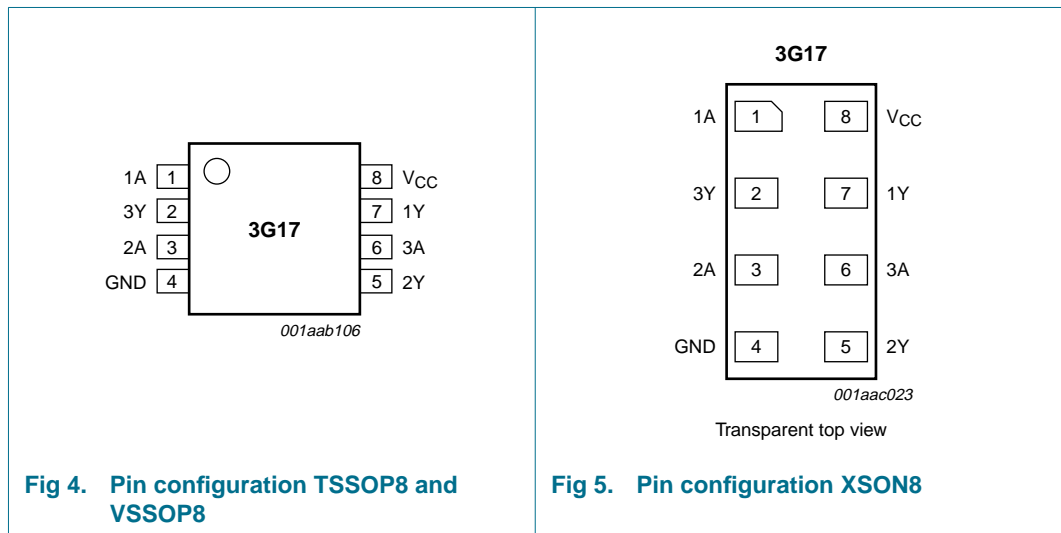 1A 1
3Y 2
2A 3
GND 4
3G17
8 VCC
7 1Y
6 3A
5 2Y
001aab106
Fig 4. Pin configuration TSSOP8 and
VSSOP8
3G17
1A 1 8 VCC
3Y 2 7 1Y
2A 3 6 3A
GND 4 5 2Y
001aac023
Transparent top view
Fig 5. Pin configuration XSON8